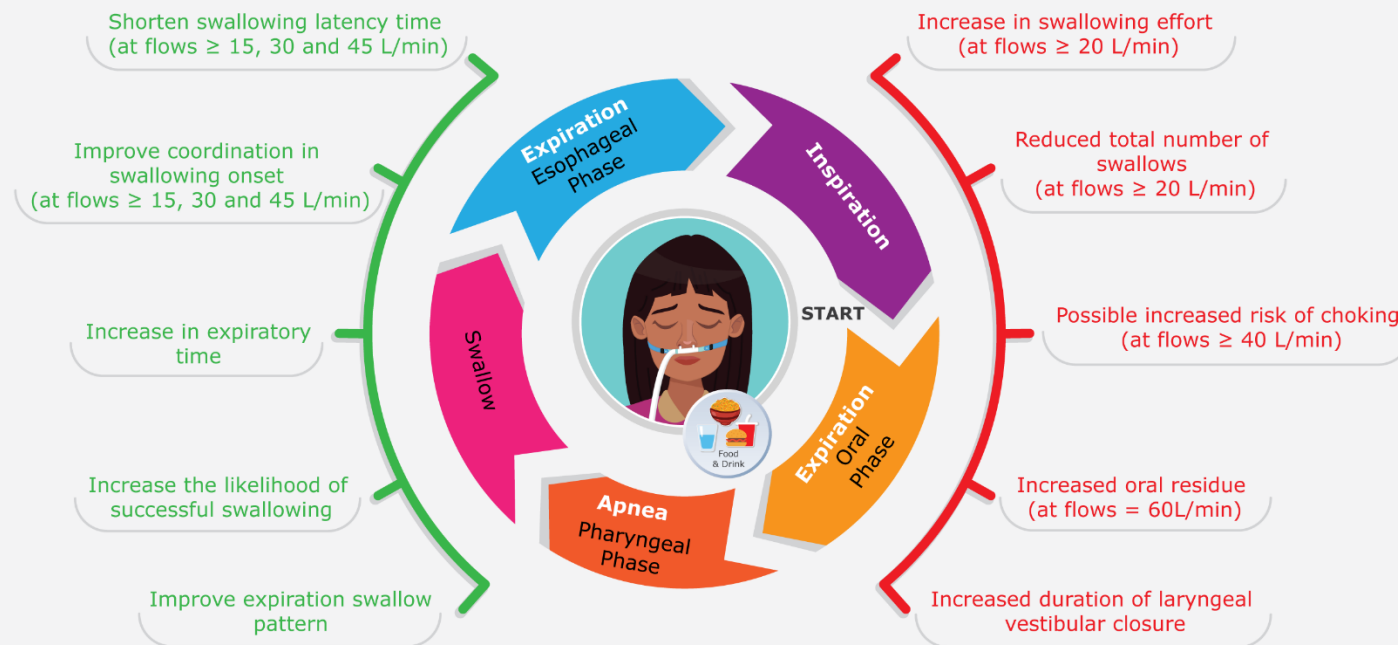 Shorten swallowing latency time
(at flows ≥ 15, 30 and 45 L/min)
Improve coordination in
swallowing onset
(at flows ≥ 15, 30 and 45 L/min)
Increase in expiratory
time
Increase the likelihood of
successful swallowing
Improve expiration swallow
pattern
Expiration
Esophageal
Phase
Inspiration
START
Expiration
Oral
Phase
Apnea
Pharyngeal
Phase
Swallow
Food
& Drink
Increase in swallowing effort
(at flows ≥ 20 L/min)
Reduced total number of
swallows
(at flows ≥ 20 L/min)
Possible increased risk of choking
(at flows ≥ 40 L/min)
Increased oral residue
(at flows = 60L/min)
Increased duration of laryngeal
vestibular closure